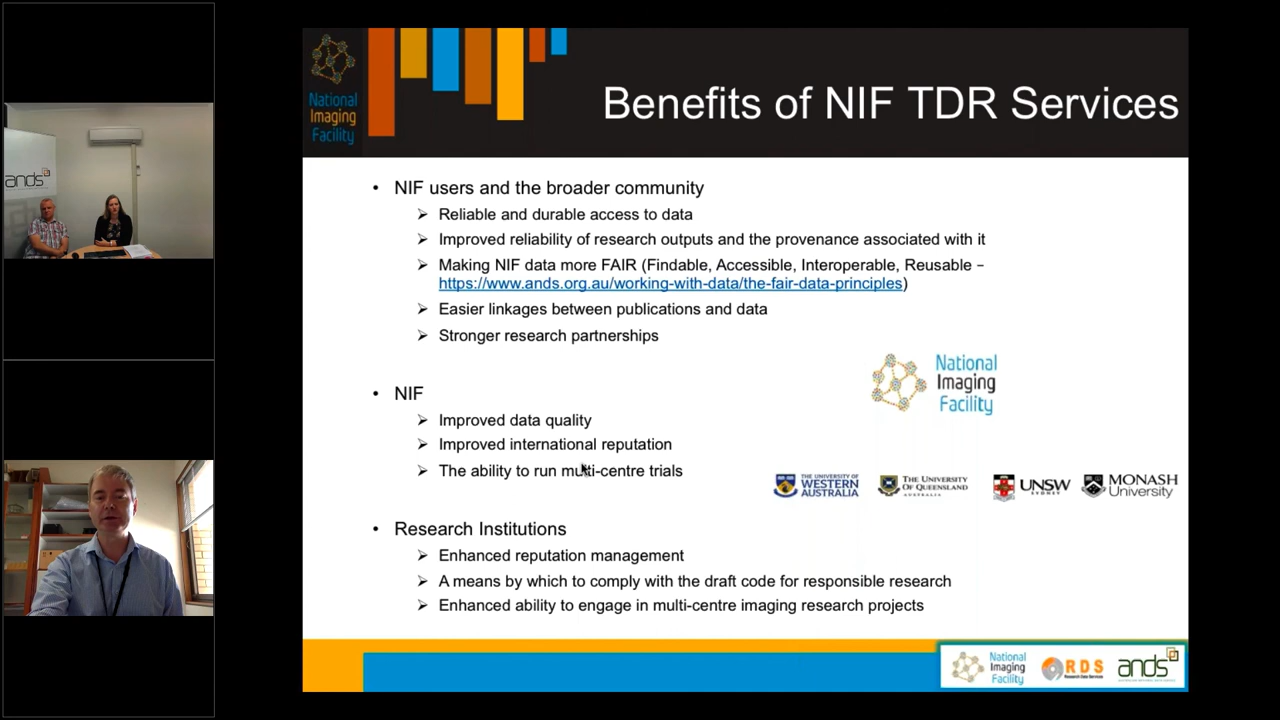 National
Imaging
Facility
Benefits of NIF TDR Services
ands
• NIF users and the broader community
➢ Reliable and durable access to data
➢ Improved reliability of research outputs and the provenance associated with it
➢ Making NIF data more FAIR (Findable, Accessible, Interoperable, Reusable –
https://www.ands.org.au/working-with-data/the-fair-data-principles)
➢ Easier linkages between publications and data
➢ Stronger research partnerships
National
Imaging
Facility
• NIF
➢ Improved data quality
➢ Improved international reputation
➢ The ability to run multi-centre trials
THE UNIVERSITY OF
WESTERN
AUSTRALIA
THE UNIVERSITY
OF QUEENSLAND
AUSTRALIA
UNSW
SYDNEY
MONASH
University
• Research Institutions
➢ Enhanced reputation management
➢ A means by which to comply with the draft code for responsible research
➢ Enhanced ability to engage in multi-centre imaging research projects
National
Imaging
Facility
RDS
Research Data Services
ands